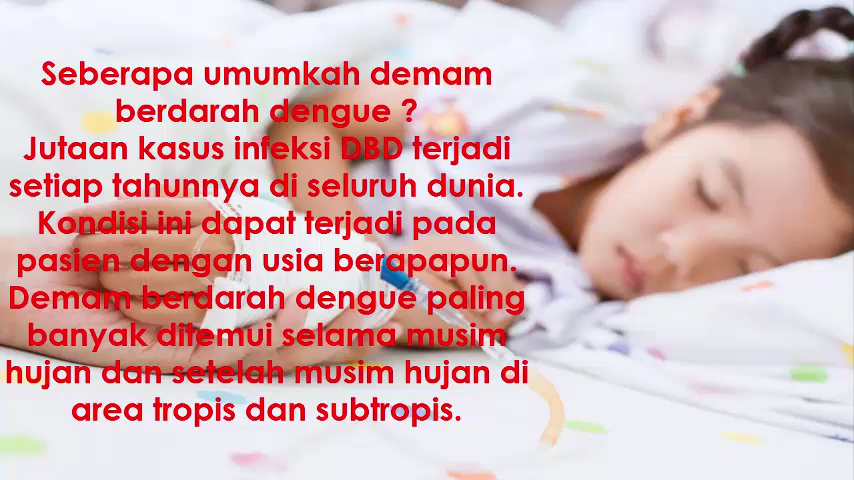 Seberapa umumkah demam
berdarah dengue ?
Jutaan kasus infeksi DBD terjadi
setiap tahunnya di seluruh dunia.
Kondisi ini dapat terjadi pada
pasien dengan usia berapapun.
Demam berdarah dengue paling
banyak ditemui selama musim
hujan dan setelah musim hujan di
area tropis dan subtropis.